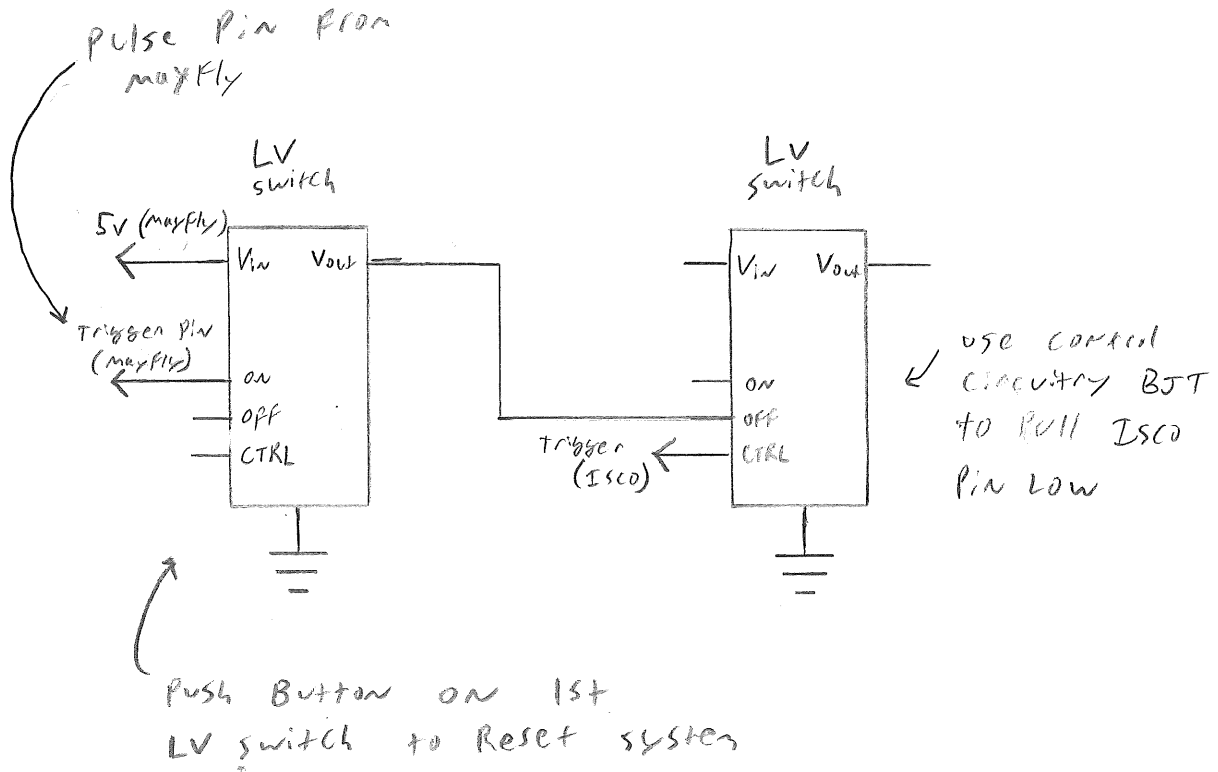 Pulse Pin From
mayFly
LV
switch
5V (mayFly)
VIN
VOUT
Trigger Pin
(mayFly)
ON
OFF
CTRL
LV
switch
VIN
VOUT
ON
OFF
Trigger
(Isco)
CTRL
use control
circuitry BJT
to Pull Isco
Pin Low
Push Button on 1st
LV switch to Reset system